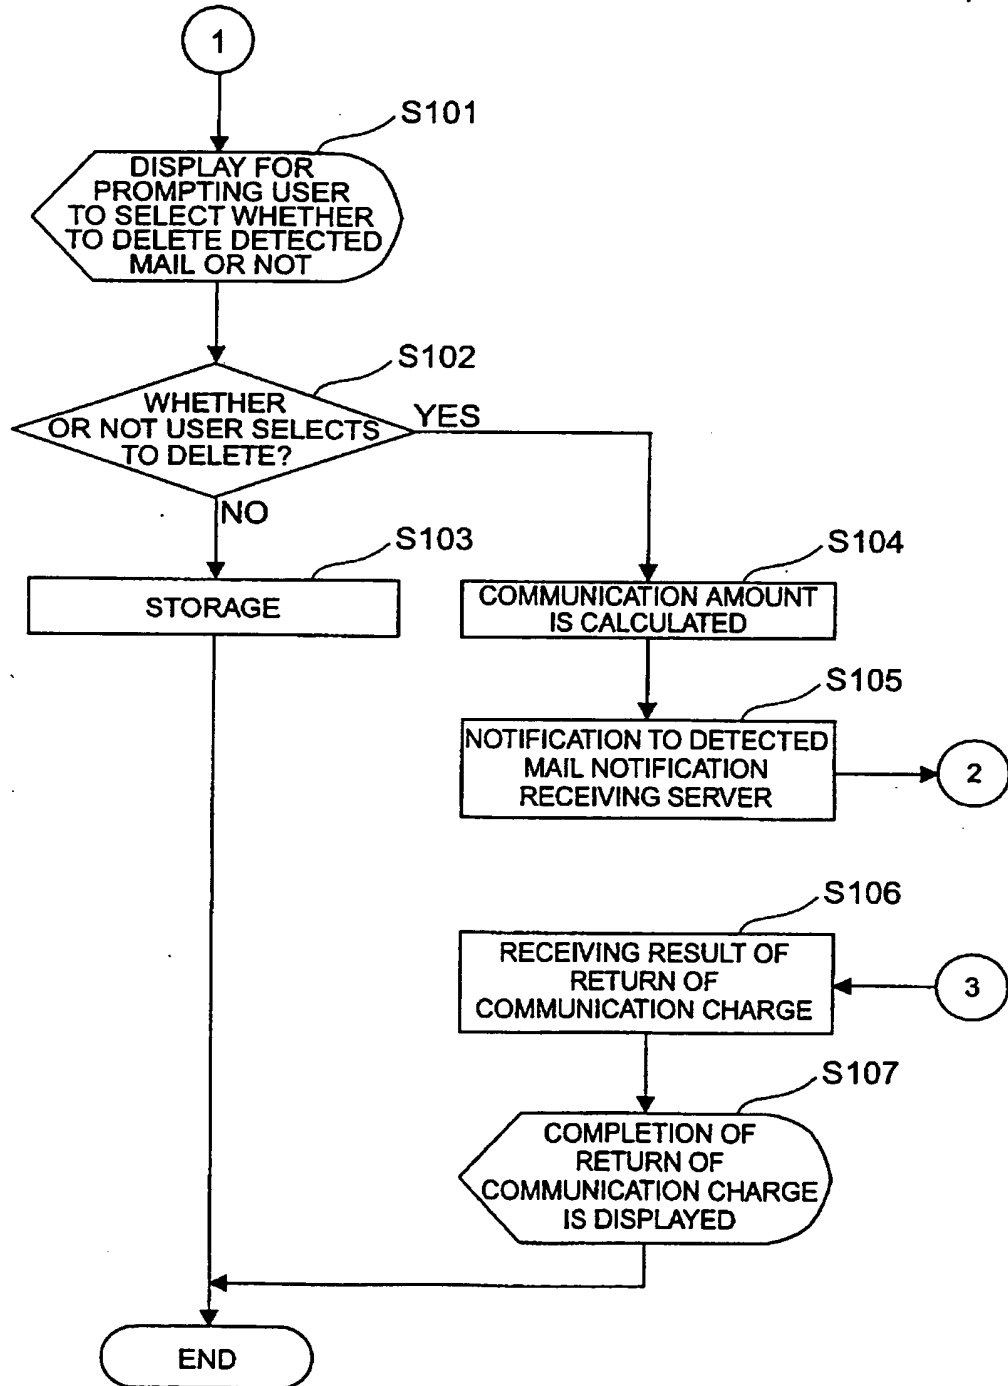 1
S101
DISPLAY FOR
PROMPTING USER
TO SELECT WHETHER
TO DELETE DETECTED
MAIL OR NOT
S102
WHETHER
OR NOT USER SELECTS
TO DELETE?
YES
NO
S103
STORAGE
S104
COMMUNICATION AMOUNT
IS CALCULATED
S105
NOTIFICATION TO DETECTED
MAIL NOTIFICATION
RECEIVING SERVER
2
S106
RECEIVING RESULT OF
RETURN OF
COMMUNICATION CHARGE
3
S107
COMPLETION OF
RETURN OF
COMMUNICATION CHARGE
IS DISPLAYED
END